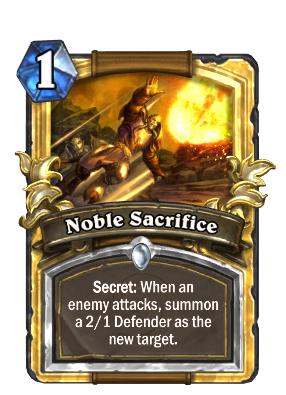 1
Noble Sacrifice
Secret: When an
enemy attacks, summon
a 2/1 Defender as the
new target.